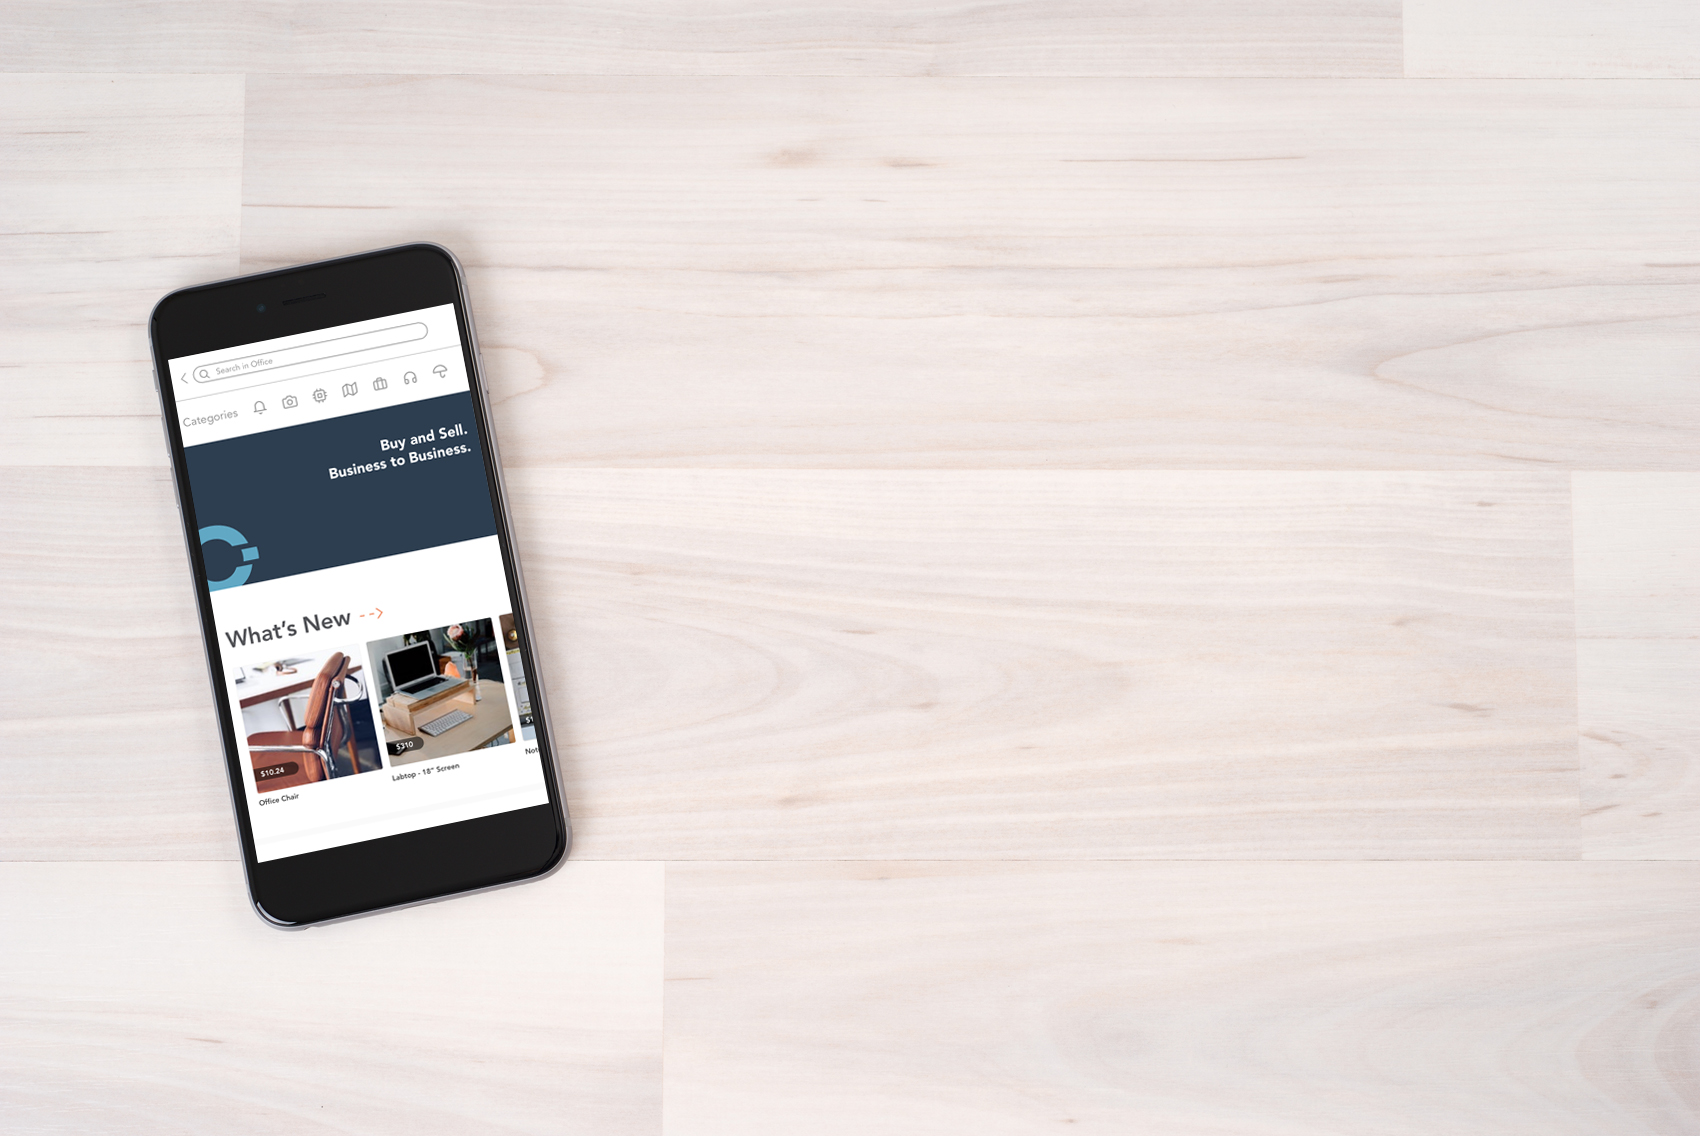 Search in Office
Categories
Buy and Sell.
Business to Business.
What's New
$10.24
$310
Office Chair
Labtop - 18" Screen